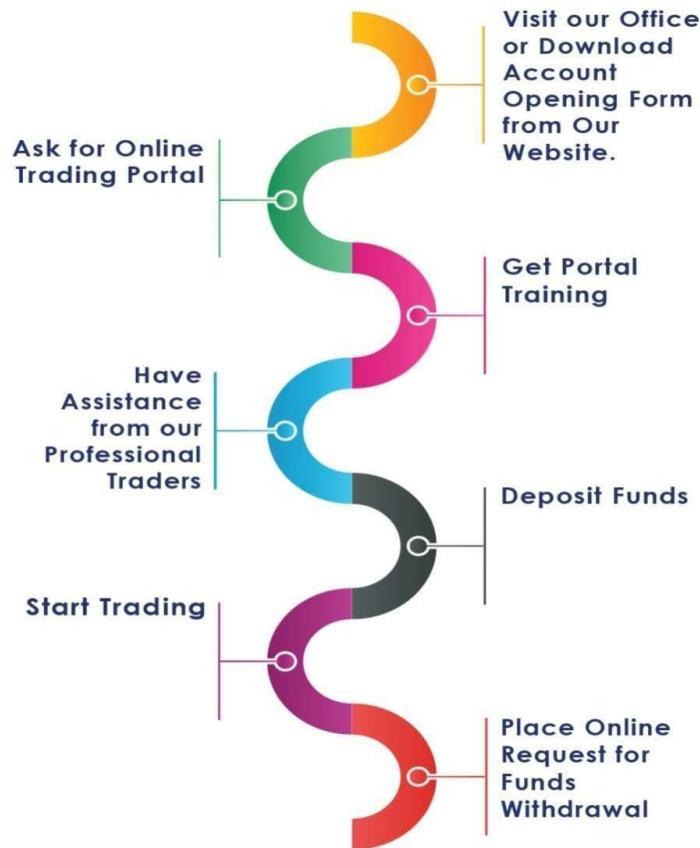 Visit our Office
or Download
Account
Opening Form
from Our
Website.
Ask for Online
Trading Portal
Get Portal
Training
Have
Assistance
from our
Professional
Traders
Deposit Funds
Start Trading
Place Online
Request for
Funds
Withdrawal